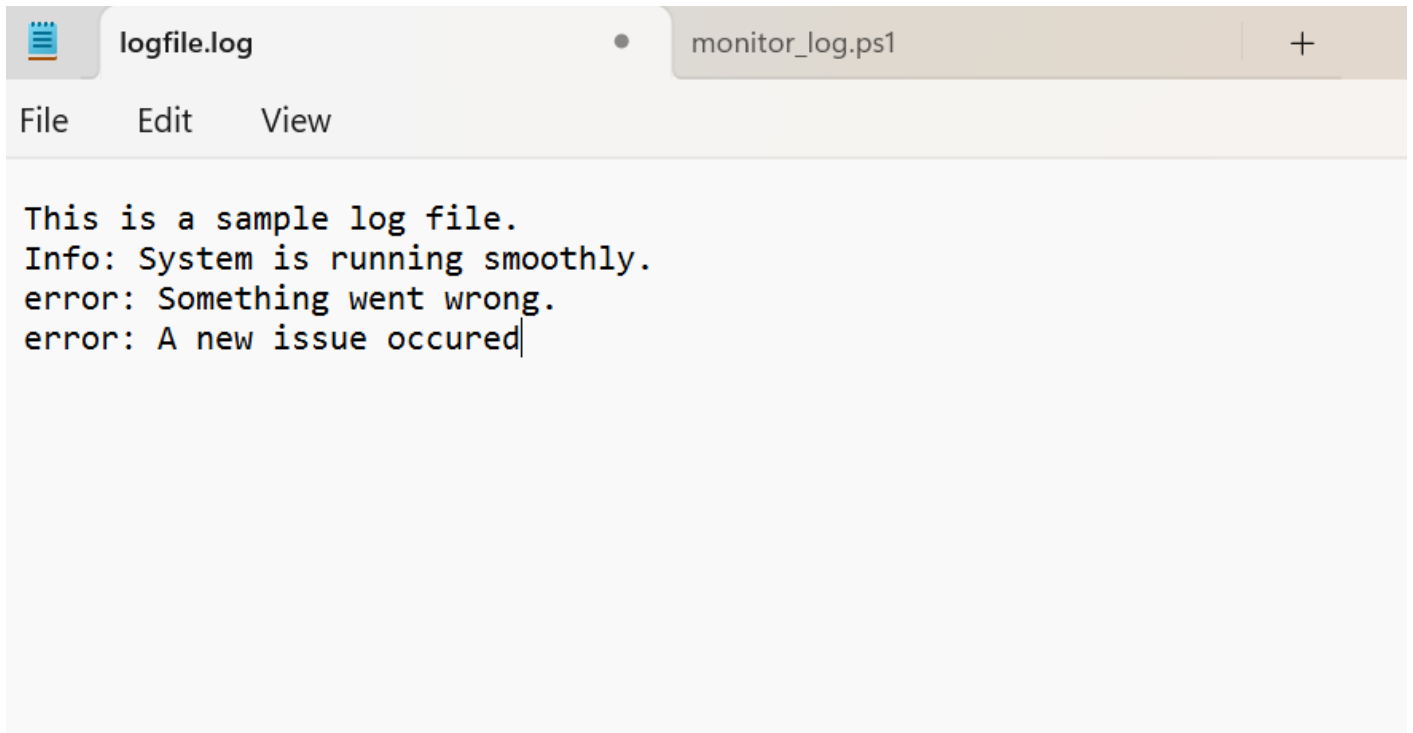 logfile.log monitor_log.ps1 +
File Edit View
This is a sample log file.
Info: System is running smoothly.
error: Something went wrong.
error: A new issue occured